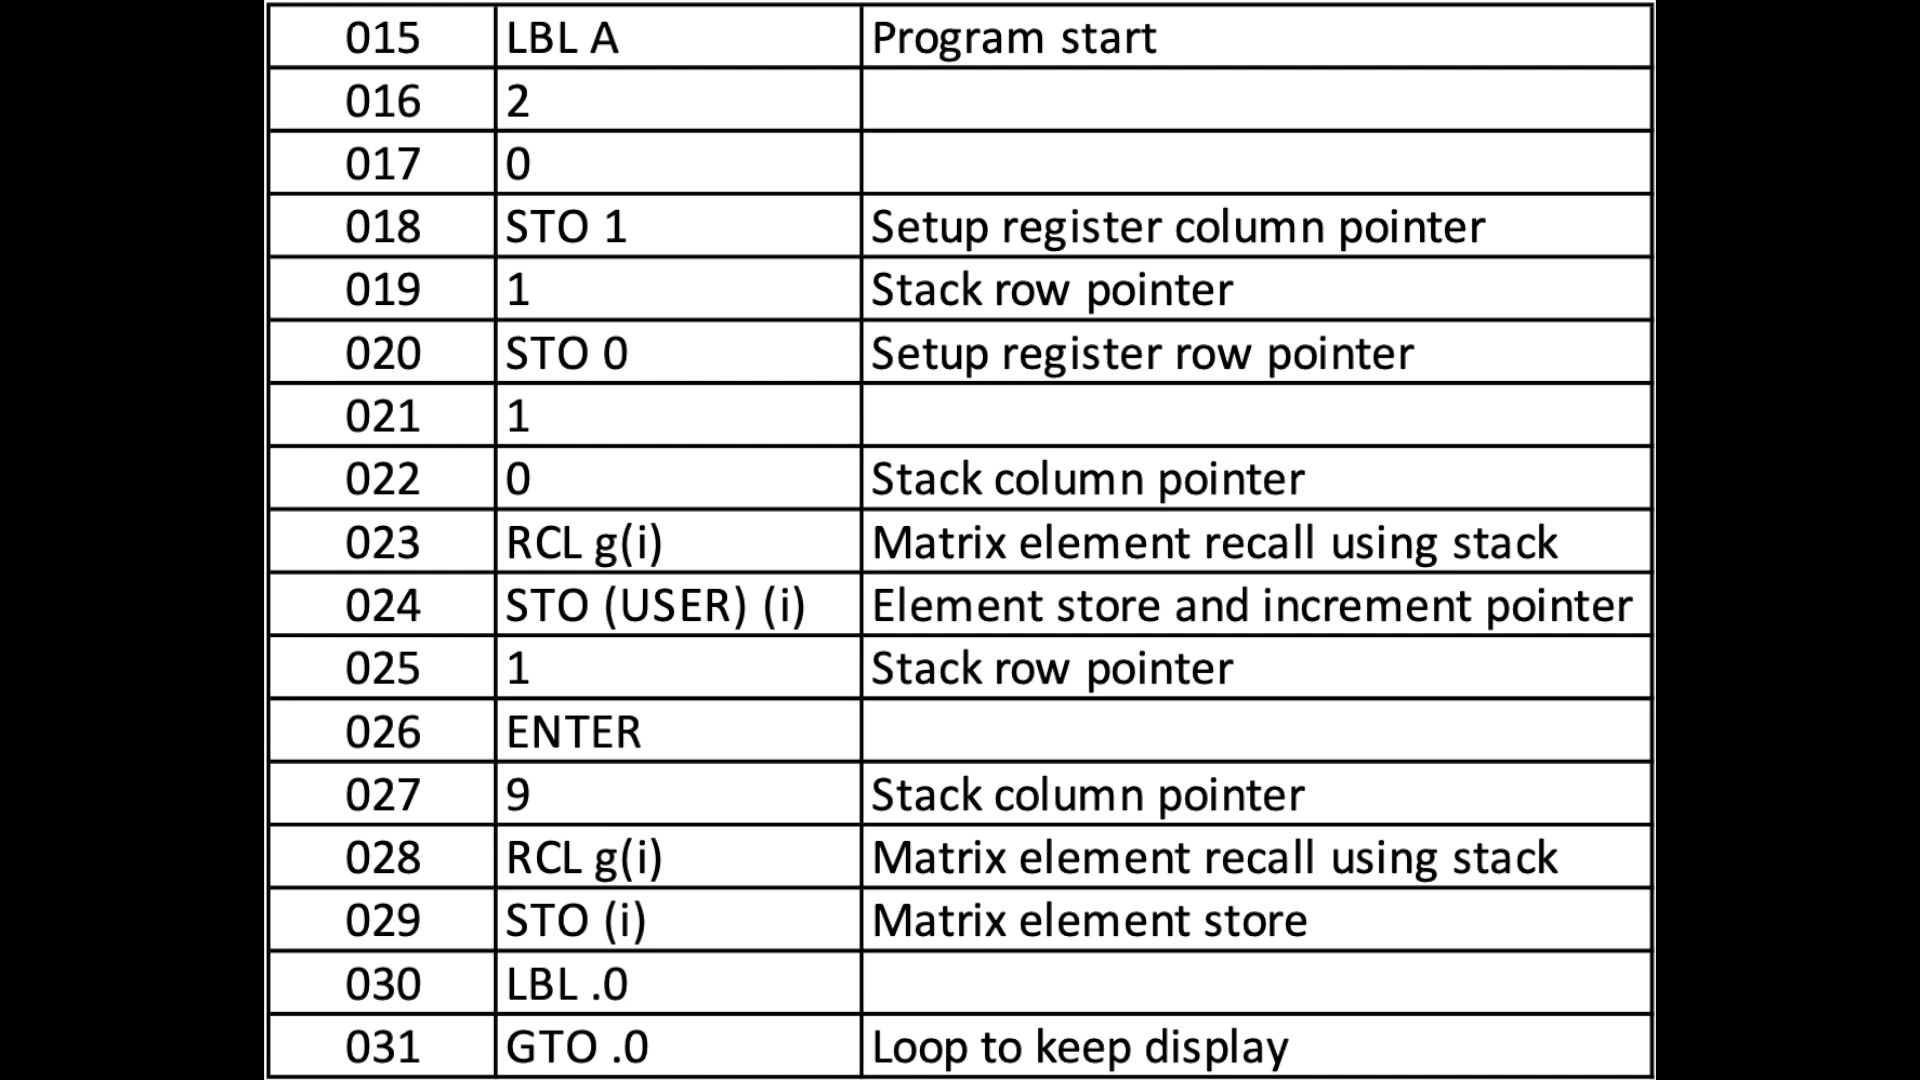 015 LBL A Program start
016 2
017 0
018 STO 1 Setup register column pointer
019 1 Stack row pointer
020 STO 0 Setup register row pointer
021 1
022 0 Stack column pointer
023 RCL g(i) Matrix element recall using stack
024 STO (USER) (i) Element store and increment pointer
025 1 Stack row pointer
026 ENTER
027 9 Stack column pointer
028 RCL g(i) Matrix element recall using stack
029 STO (i) Matrix element store
030 LBL .0
031 GTO .0 Loop to keep display